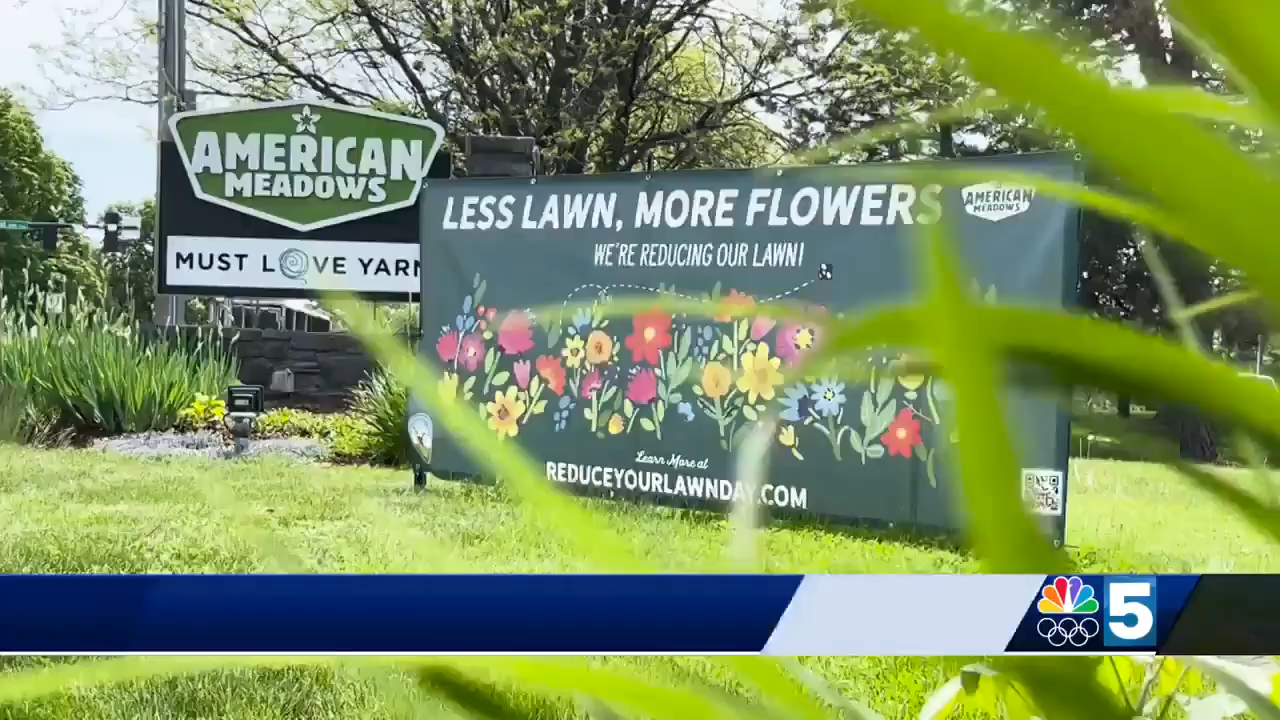 AMERICAN
MEADOWS
MUST LOVE YARN
LESS LAWN, MORE FLOWERS
AMERICAN
MEADOWS
WE'RE REDUCING OUR LAWN!
Learn More at
REDUCEYOURLAWNDAY.COM
5